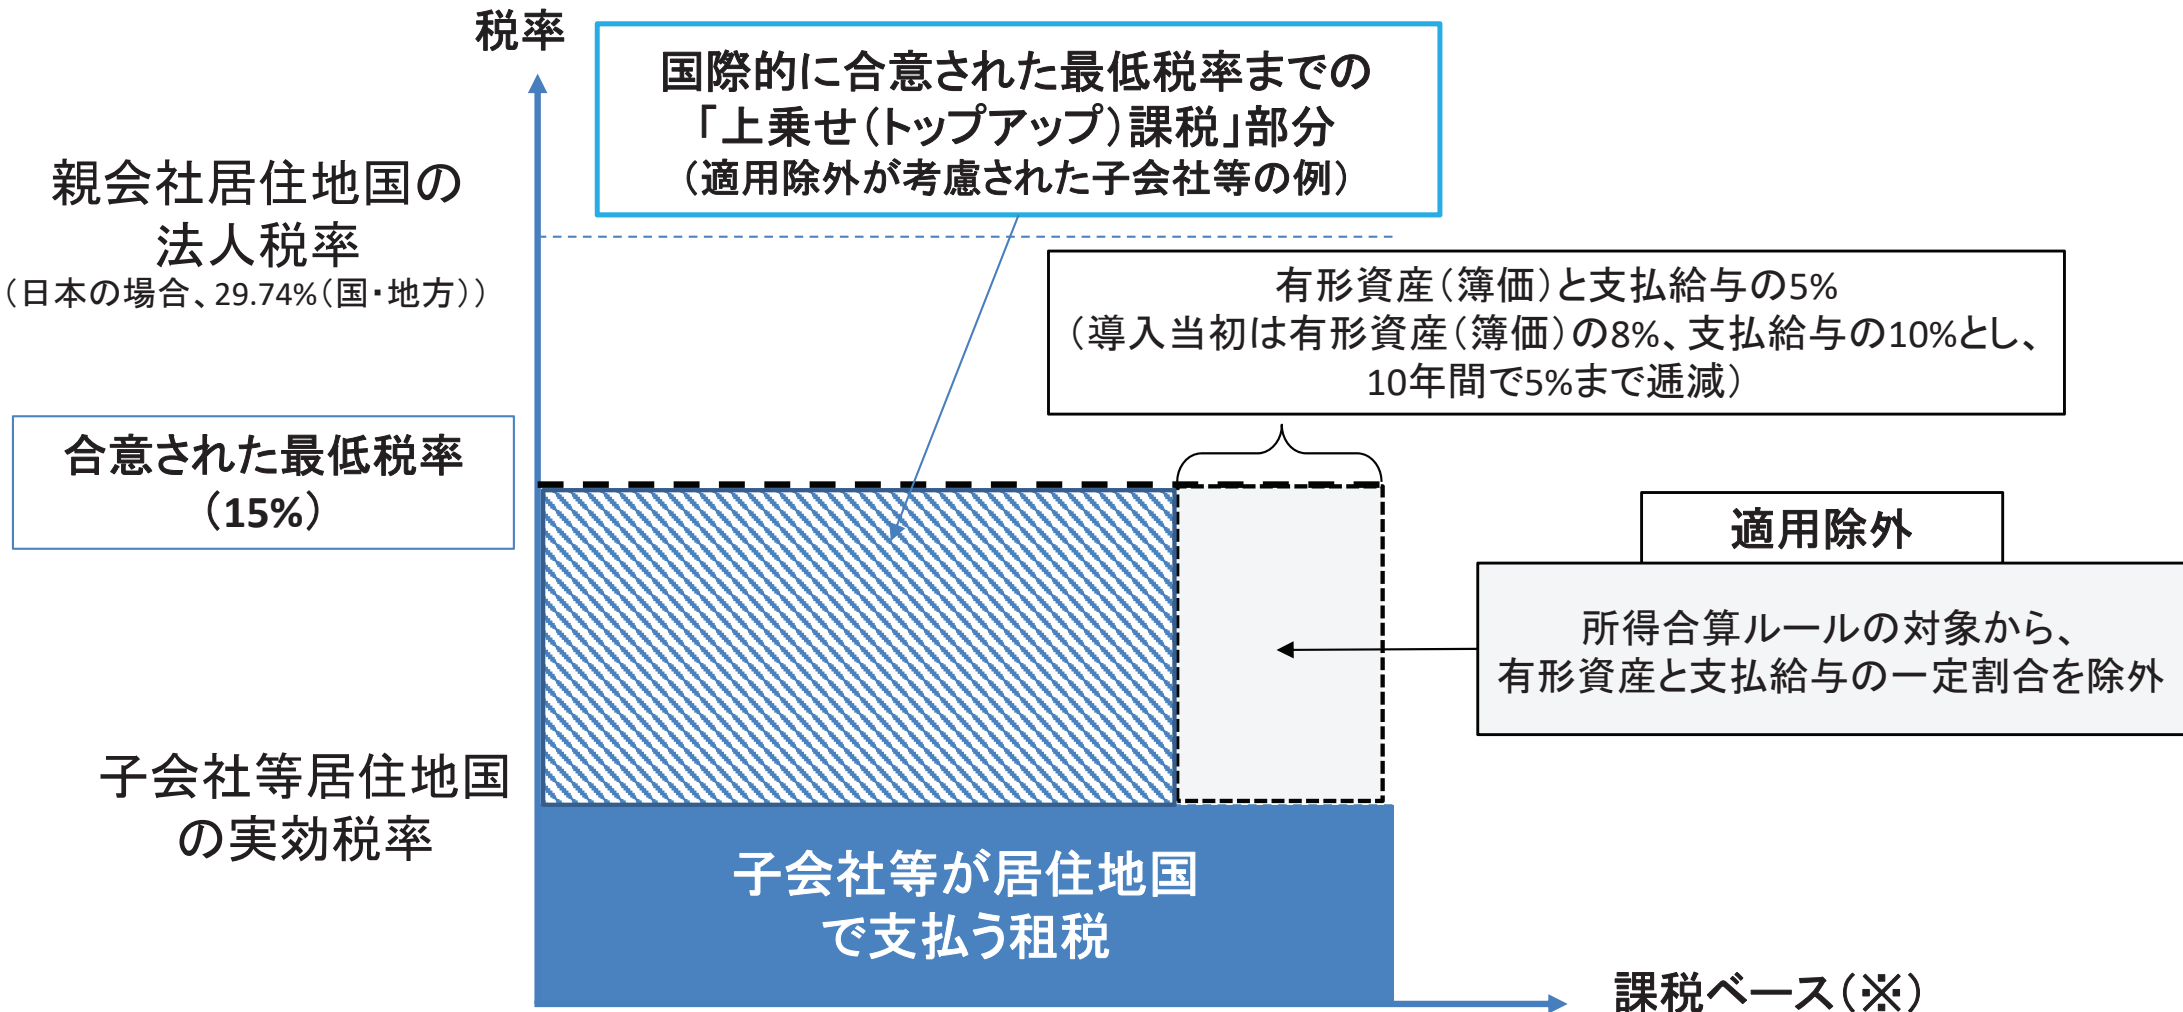 税率
国際的に合意された最低税率までの
「上乗せ(トップアップ)課税」部分
(適用除外が考慮された子会社等の例)
親会社居住地国の
法人税率
(日本の場合、29.74%(国・地方))
有形資産(簿価)と支払給与の5%
(導入当初は有形資産(簿価)の8%、支払給与の10%とし、
10年間で5%まで逓減)
合意された最低税率
(15%)
適用除外
所得合算ルールの対象から、
有形資産と支払給与の一定割合を除外
子会社等居住地国
の実効税率
子会社等が居住地国
で支払う租税
課税ベース(※)